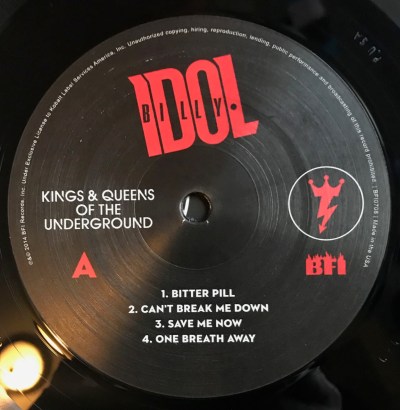 Unauthorized copying, hiring, reproduction, lending, public performance and broadcasting of this record prohibited.
℗&© 2014 BFI Records, Inc. Under Exclusive License to Kobalt Label Services America, Inc.
BILLY
IDOL
KINGS & QUEENS
OF THE
UNDERGROUND
A
BFI
1. BITTER PILL
2. CAN'T BREAK ME DOWN
3. SAVE ME NOW
4. ONE BREATH AWAY
Made in the USA